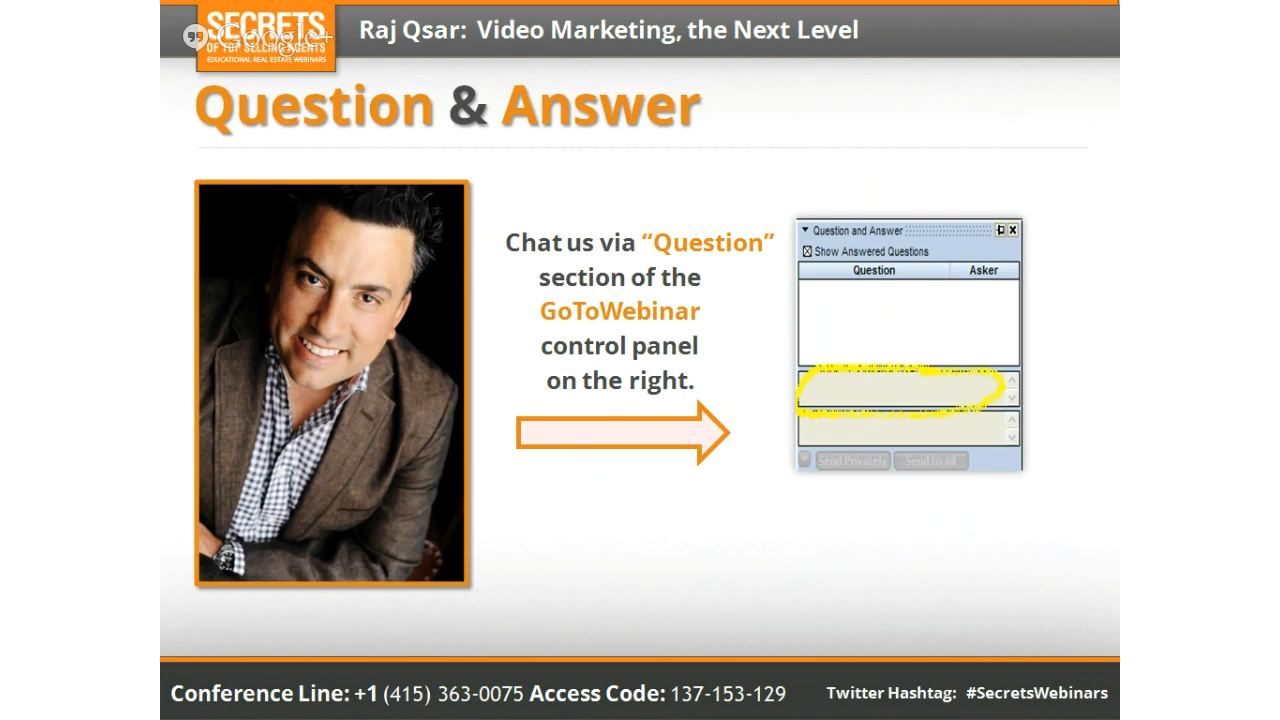 SECRETS
OF TOP SELLING AGENTS
EDUCATIONAL REAL ESTATE WEBINARS
Google+
Raj Qsar: Video Marketing, the Next Level
Question & Answer
Chat us via “Question”
section of the
GoToWebinar
control panel
on the right.
Question and Answer
Show Answered Questions
Question Asker
Send Privately Send to All
Conference Line: +1 (415) 363-0075 Access Code: 137-153-129
Twitter Hashtag: #SecretsWebinars